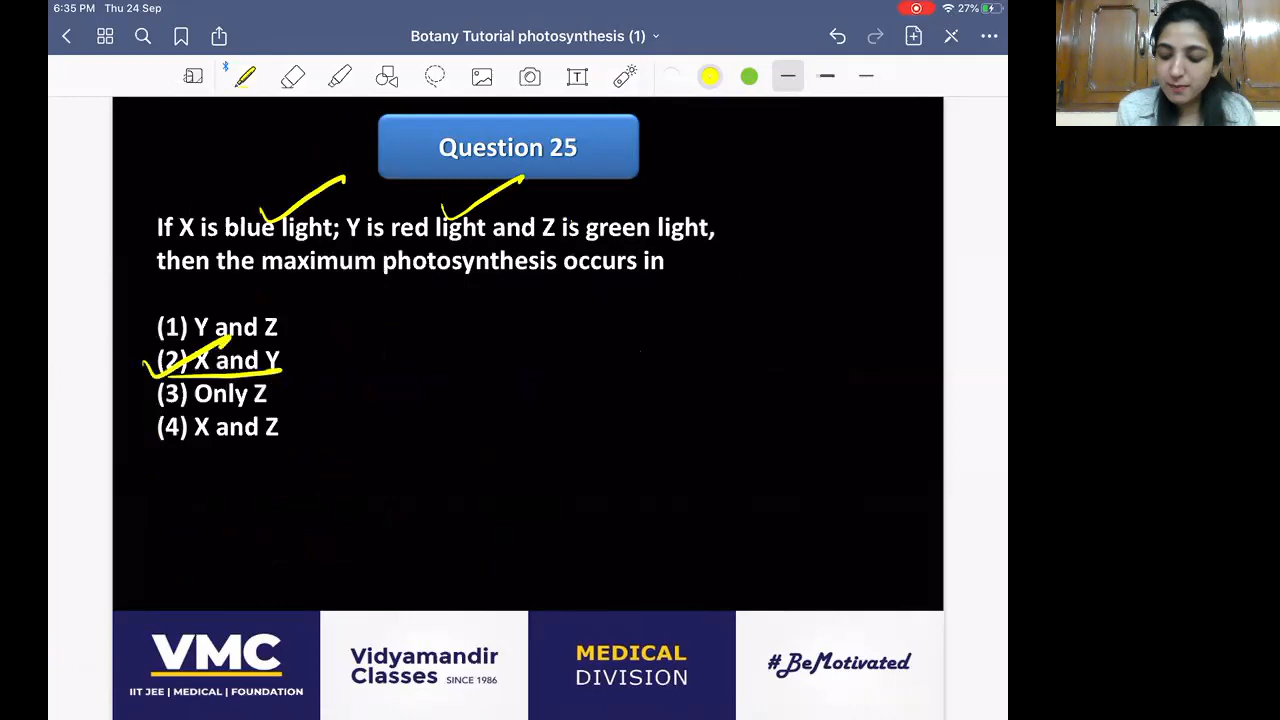 6:35 PM Thu 24 Sep
27%
Botany Tutorial photosynthesis (1)
T
Question 25
If X is blue light; Y is red light and Z is green light,
then the maximum photosynthesis occurs in
(1) Y and Z
(2) X and Y
(3) Only Z
(4) X and Z
VMC
IIT JEE | MEDICAL | FOUNDATION
Vidyamandir
Classes SINCE 1986
MEDICAL
DIVISION
#BeMotivated